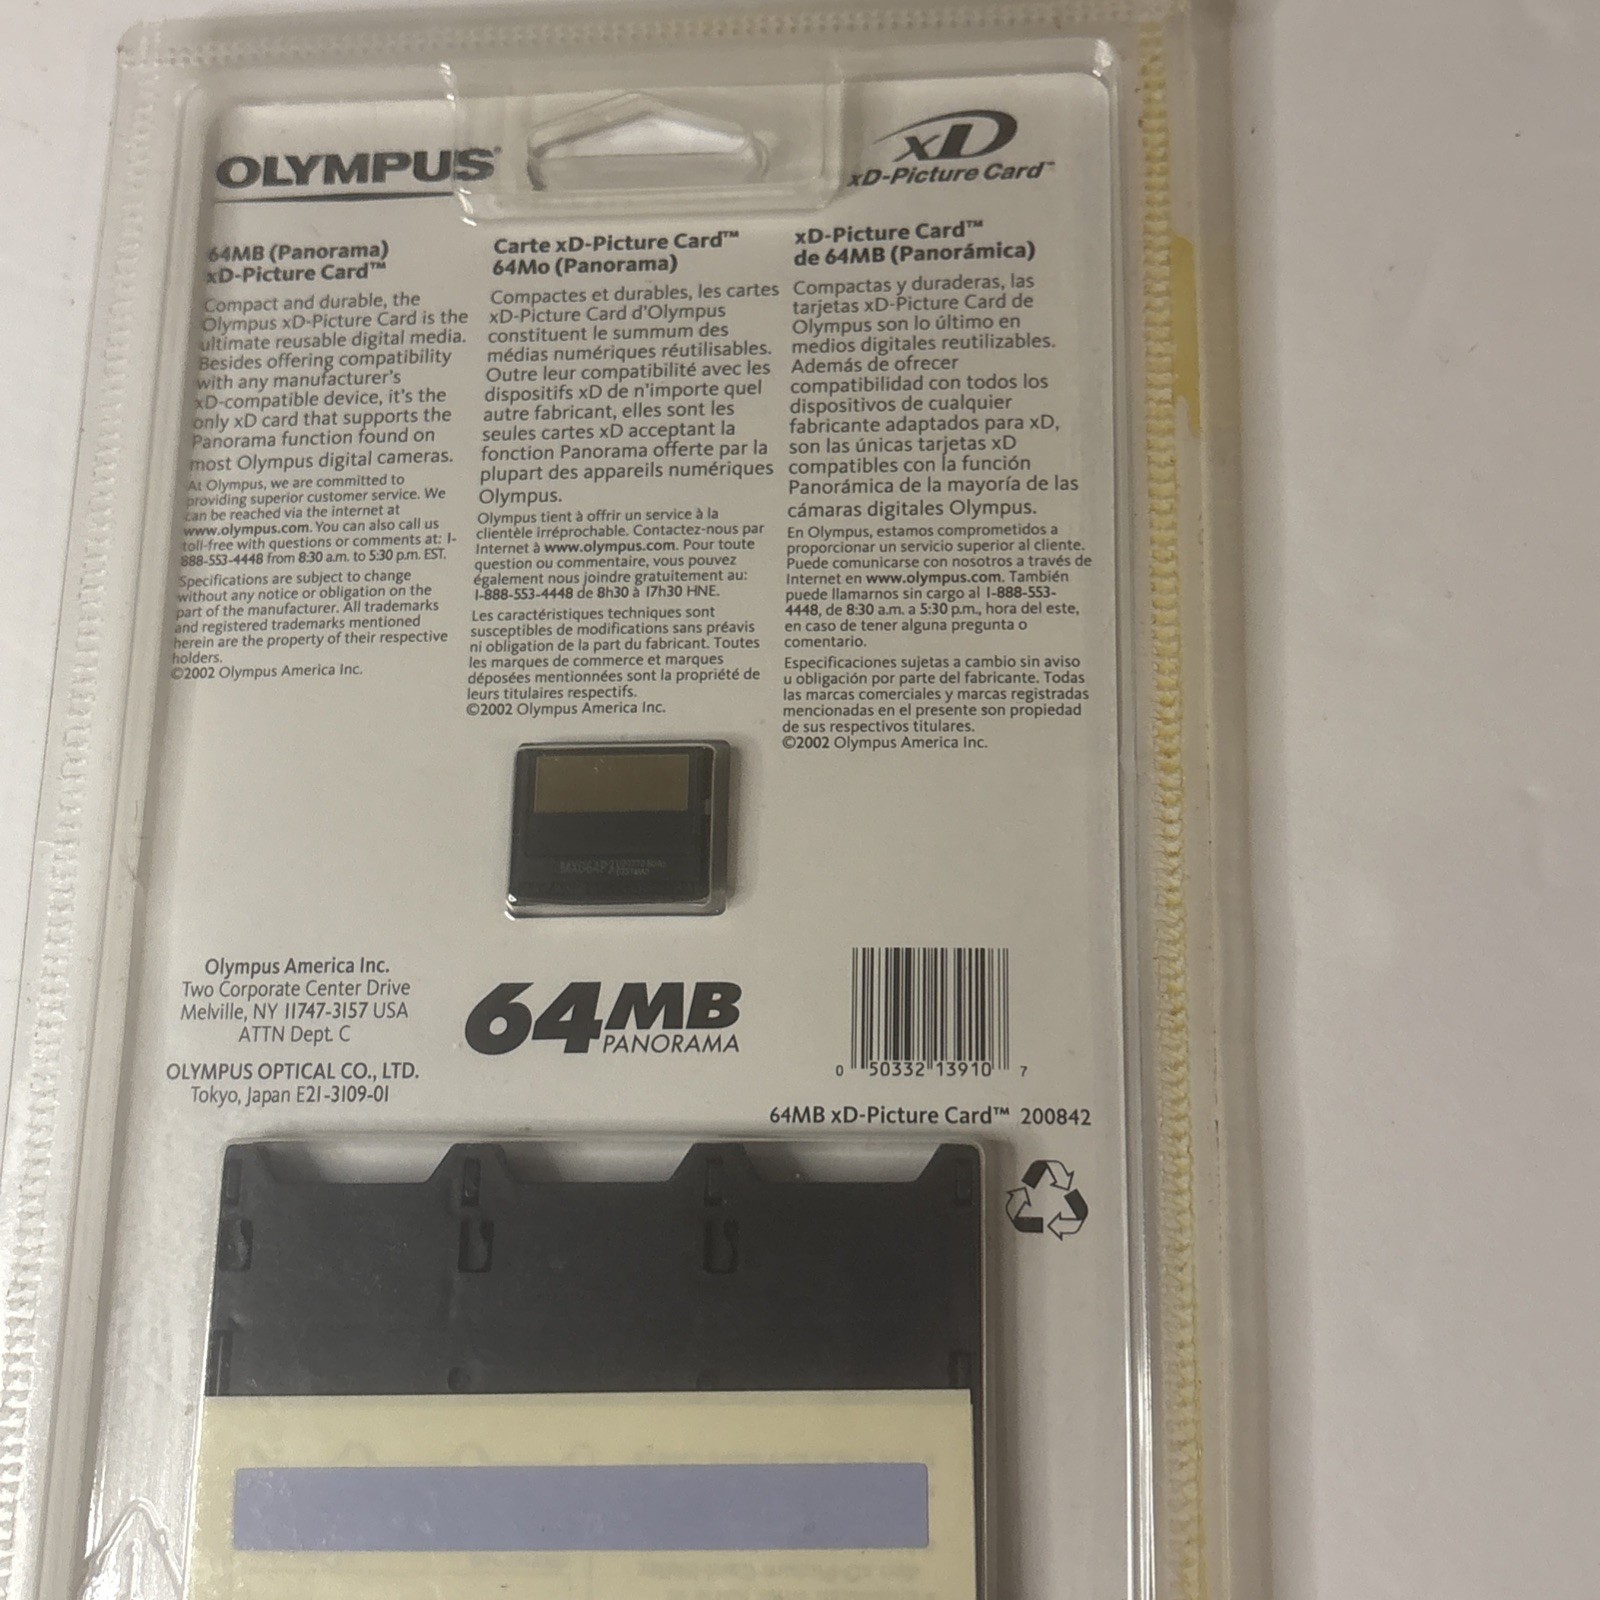 OLYMPUS®
xD
xD-Picture Card™
64MB (Panorama)
xD-Picture Card™
Compact and durable, the
Olympus xD-Picture Card is the
ultimate reusable digital media.
Besides offering compatibility
with any manufacturer's
xD-compatible device, it's the
only xD card that supports the
Panorama function found on
most Olympus digital cameras.
At Olympus, we are committed to
providing superior customer service. We
can be reached via the internet at
www.olympus.com. You can also call us
toll-free with questions or comments at: 1-
888-553-4448 from 8:30 a.m. to 5:30 p.m. EST.
Specifications are subject to change
without any notice or obligation on the
part of the manufacturer. All trademarks
and registered trademarks mentioned
herein are the property of their respective
holders.
©2002 Olympus America Inc.
Carte xD-Picture Card™
64Mo (Panorama)
Compactes et durables, les cartes
xD-Picture Card d'Olympus
constituent le summum des
médias numériques réutilisables.
Outre leur compatibilité avec les
dispositifs xD de n'importe quel
autre fabricant, elles sont les
seules cartes xD acceptant la
fonction Panorama offerte par la
plupart des appareils numériques
Olympus.
Olympus tient à offrir un service à la
clientèle irréprochable. Contactez-nous par
Internet à www.olympus.com. Pour toute
question ou commentaire, vous pouvez
également nous joindre gratuitement au:
1-888-553-4448 de 8h30 à 17h30 HNE.
Les caractéristiques techniques sont
susceptibles de modifications sans préavis
ni obligation de la part du fabricant. Toutes
les marques de commerce et marques
déposées mentionnées sont la propriété de
leurs titulaires respectifs.
©2002 Olympus America Inc.
xD-Picture Card™
de 64MB (Panorámica)
Compactas y duraderas, las
tarjetas xD-Picture Card de
Olympus son lo último en
medios digitales reutilizables.
Además de ofrecer
compatibilidad con todos los
dispositivos de cualquier
fabricante adaptados para xD,
son las únicas tarjetas xD
compatibles con la función
Panorámica de la mayoría de las
cámaras digitales Olympus.
En Olympus, estamos comprometidos a
proporcionar un servicio superior al cliente.
Puede comunicarse con nosotros a través de
Internet en www.olympus.com. También
puede llamarnos sin cargo al 1-888-553-
4448, de 8:30 a.m. a 5:30 p.m., hora del este,
en caso de tener alguna pregunta o
comentario.
Especificaciones sujetas a cambio sin aviso
u obligación por parte del fabricante. Todas
las marcas comerciales y marcas registradas
mencionadas en el presente son propiedad
de sus respectivos titulares.
©2002 Olympus America Inc.
Olympus America Inc.
Two Corporate Center Drive
Melville, NY 11747-3157 USA
ATTN Dept. C
OLYMPUS OPTICAL CO., LTD.
Tokyo, Japan E21-3109-01
64MB
PANORAMA
0 50332 13910 7
64MB xD-Picture Card™ 200842